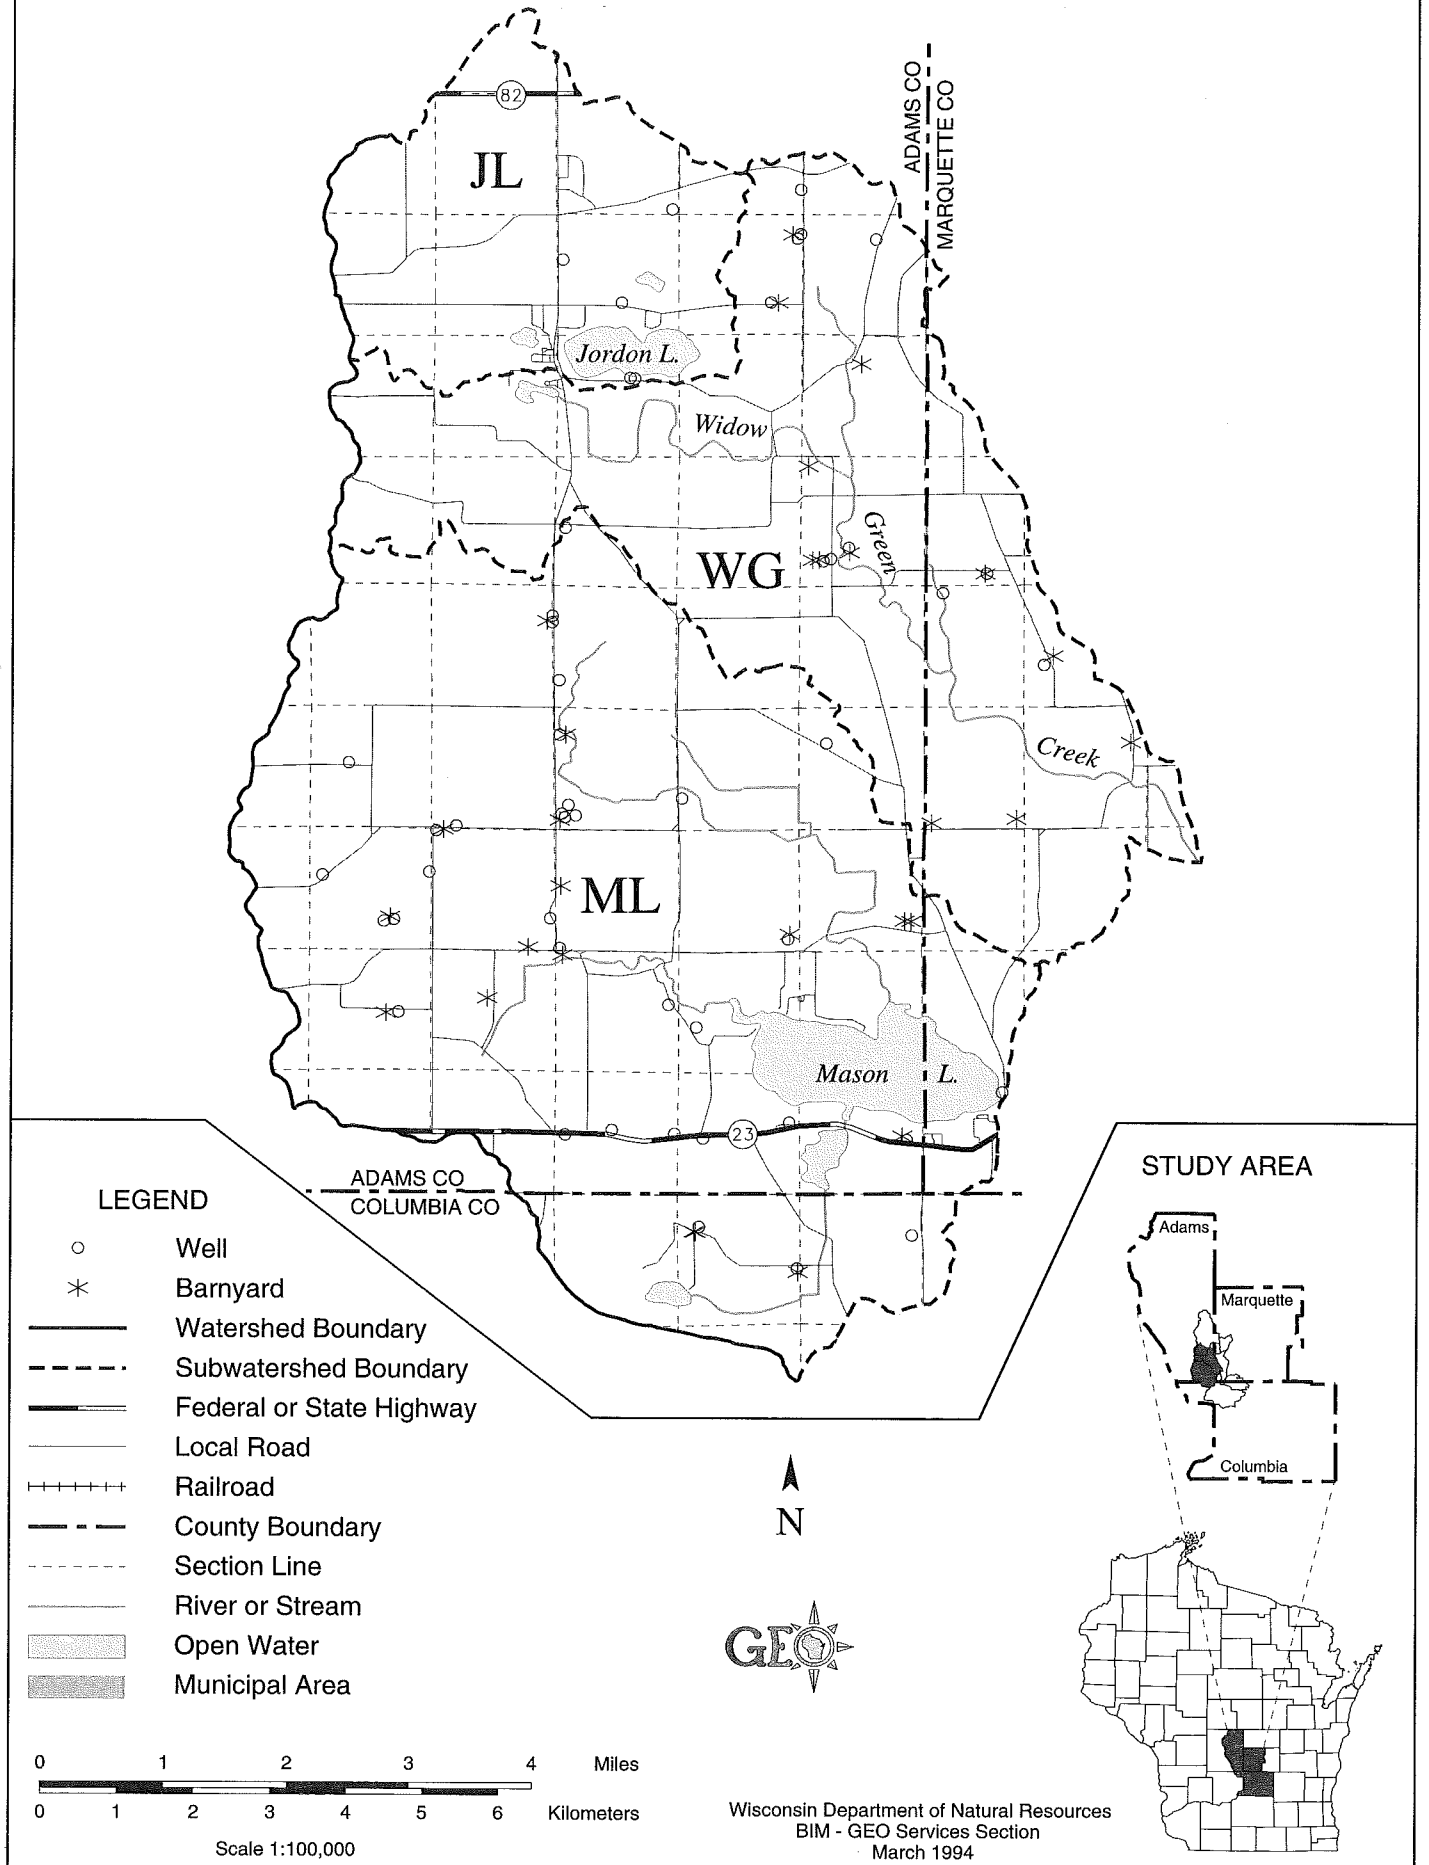 82
ADAMS CO
MARQUETTE CO
JL
Jordon L.
Widow
Green
WG
Creek
ML
Mason L.
23
ADAMS CO
COLUMBIA CO
LEGEND
Well
Barnyard
Watershed Boundary
Subwatershed Boundary
Federal or State Highway
Local Road
Railroad
County Boundary
Section Line
River or Stream
Open Water
Municipal Area
0 1 2 3 4 Miles
0 1 2 3 4 5 6 Kilometers
Scale 1:100,000
N
GEO
STUDY AREA
Adams
Marquette
Columbia
Wisconsin Department of Natural Resources
BIM - GEO Services Section
March 1994